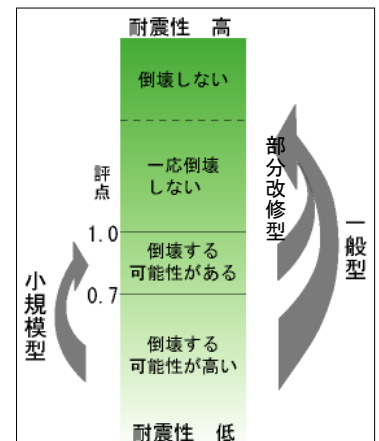 耐震性 高
倒壊しない
一応倒壊
しない
評点
1.0
倒壊する
可能性がある
0.7
倒壊する
可能性が高い
耐震性 低
小規模型
部分改修型
一般型